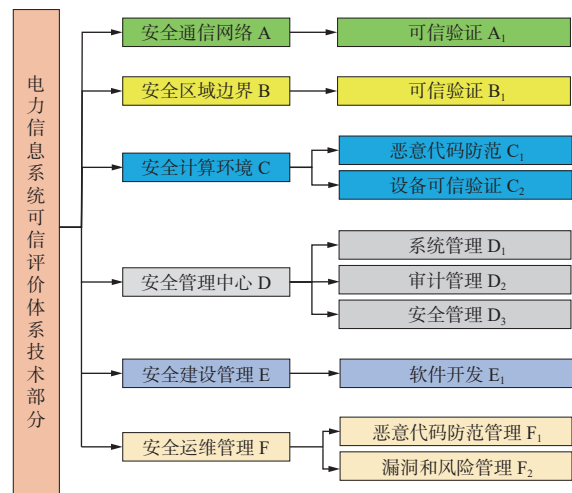 电力信息系统可信评价体系技术部分
安全通信网络 A
可信验证 A₁
安全区域边界 B
可信验证 B₁
安全计算环境 C
恶意代码防范 C₁
设备可信验证 C₂
安全管理中心 D
系统管理 D₁
审计管理 D₂
安全管理 D₃
安全建设管理 E
软件开发 E₁
安全运维管理 F
恶意代码防范管理 F₁
漏洞和风险管理 F₂